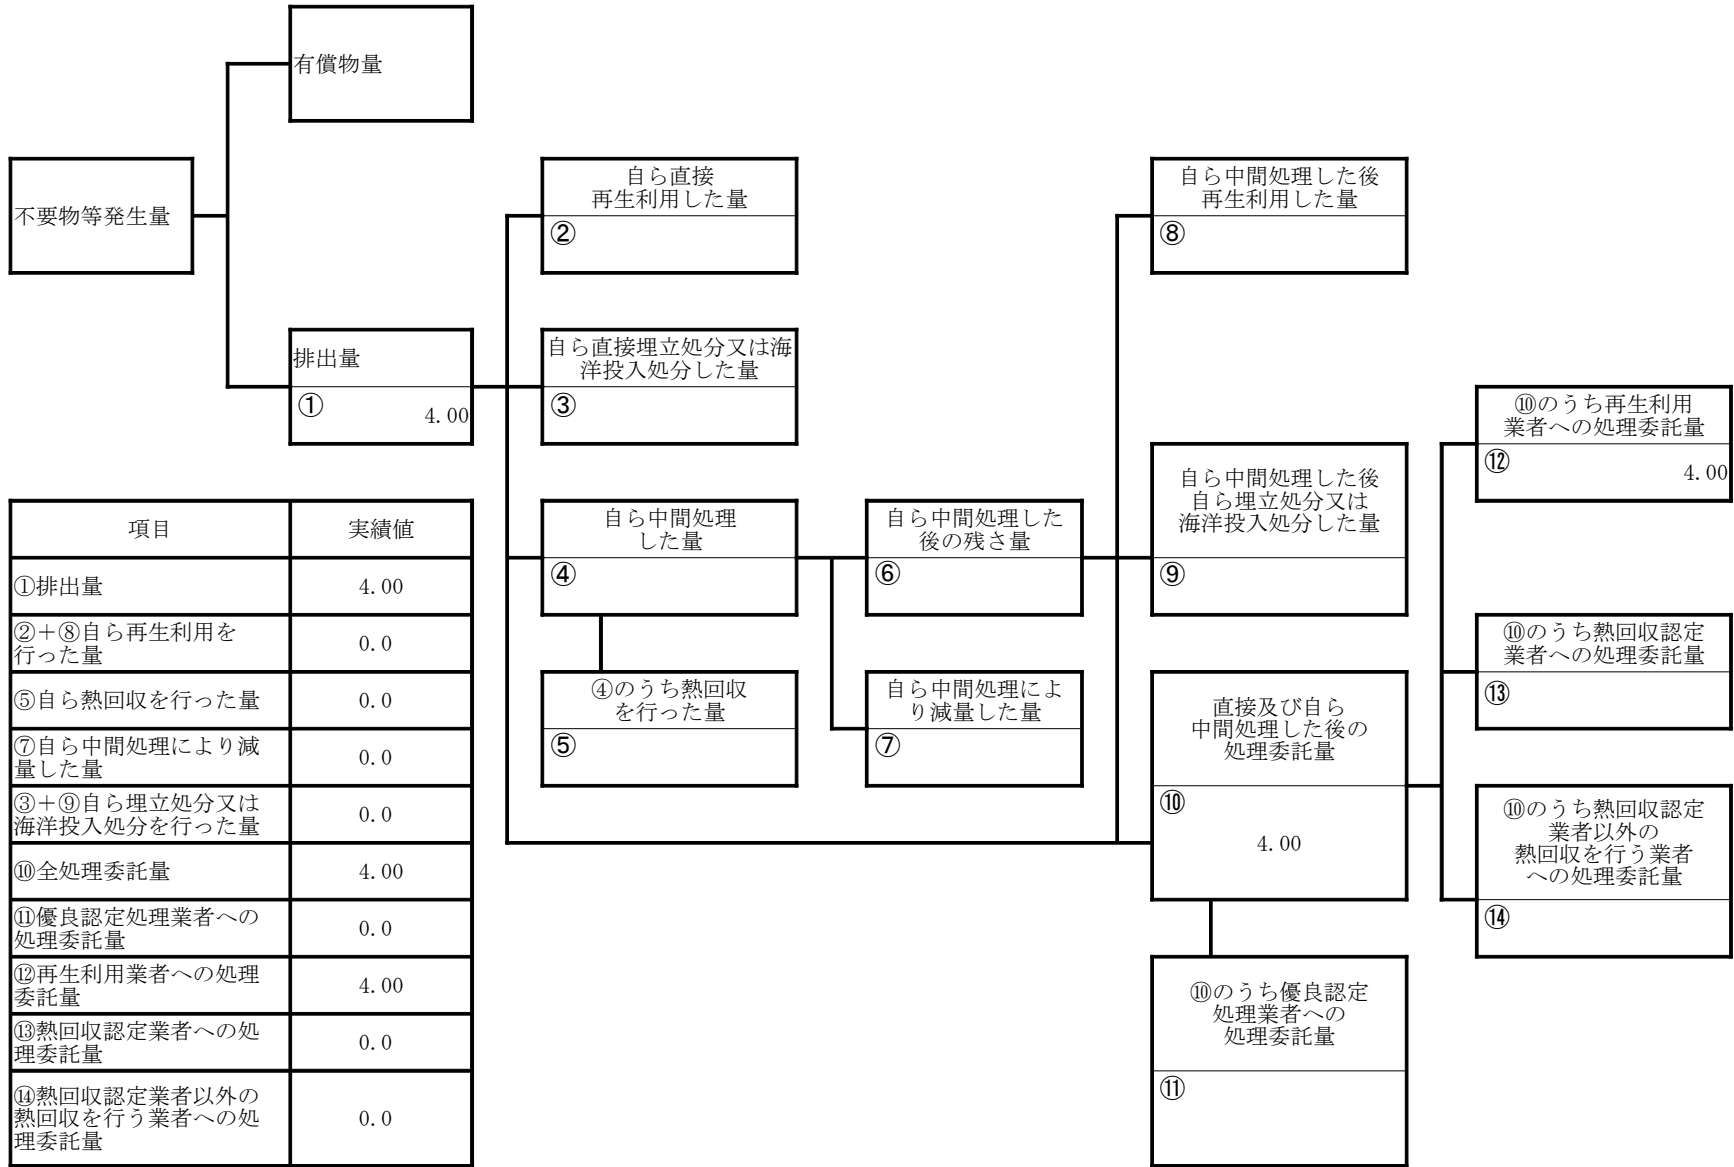 有償物量
不要物等発生量
排出量
①
4.00
自ら直接
再生利用した量
②
自ら直接埋立処分又は海
洋投入処分した量
③
自ら中間処理
した量
④
④のうち熱回収
を行った量
⑤
自ら中間処理した
後の残さ量
⑥
自ら中間処理によ
り減量した量
⑦
自ら中間処理した後
再生利用した量
⑧
自ら中間処理した後
自ら埋立処分又は
海洋投入処分した量
⑨
直接及び自ら
中間処理した後の
処理委託量
⑩
4.00
⑩のうち優良認定
処理業者への
処理委託量
⑪
⑩のうち再生利用
業者への処理委託量
⑫
4.00
⑩のうち熱回収認定
業者への処理委託量
⑬
⑩のうち熱回収認定
業者以外の
熱回収を行う業者
への処理委託量
⑭
項目 実績値
①排出量 4.00
②+⑧自ら再生利用を
行った量 0.0
⑤自ら熱回収を行った量 0.0
⑦自ら中間処理により減
量した量 0.0
③+⑨自ら埋立処分又は
海洋投入処分を行った量 0.0
⑩全処理委託量 4.00
⑪優良認定処理業者への
処理委託量 0.0
⑫再生利用業者への処理
委託量 4.00
⑬熱回収認定業者への処
理委託量 0.0
⑭熱回収認定業者以外の
熱回収を行う業者への処
理委託量 0.0